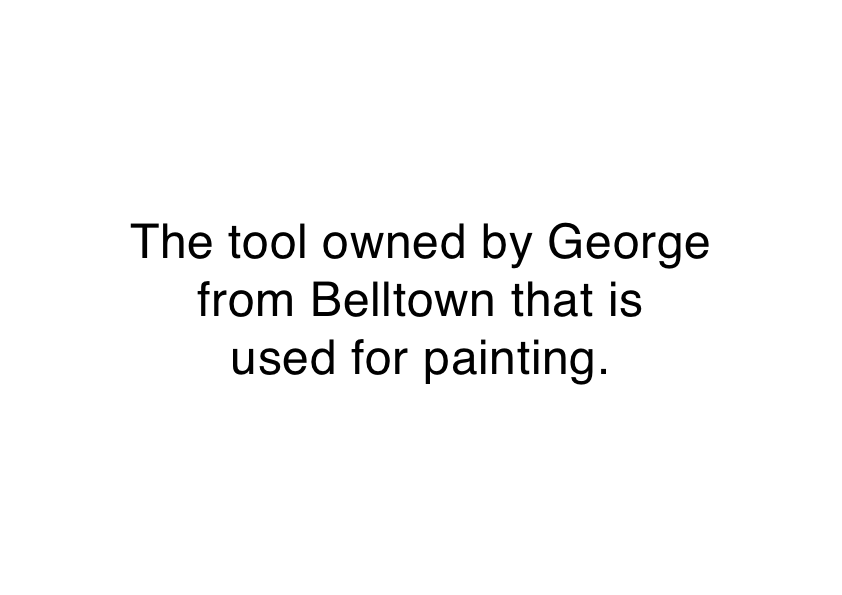 The tool owned by George
from Belltown that is
used for painting.